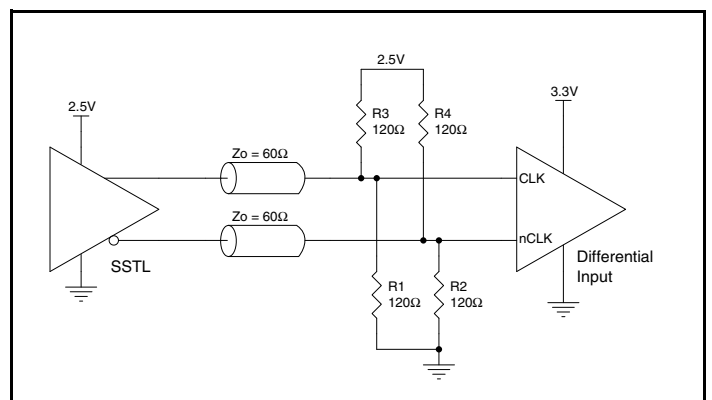 2.5V
3.3V
2.5V
R3
120Ω
R4
120Ω
Zo = 60Ω
CLK
Zo = 60Ω
nCLK
SSTL
Differential
Input
R1
120Ω
R2
120Ω